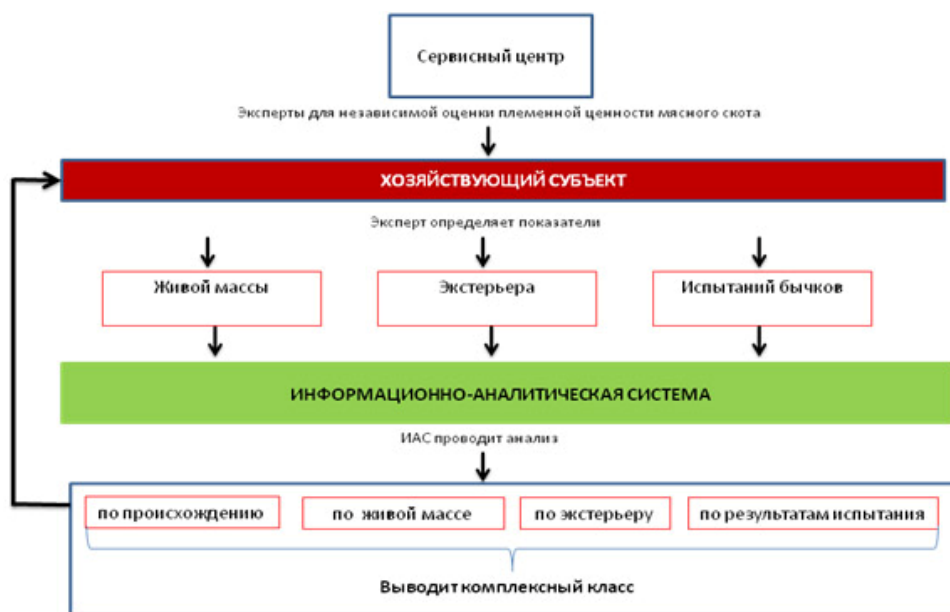 Сервисный центр
Эксперты для независимой оценки племенной ценности мясного скота
ХОЗЯЙСТВУЮЩИЙ СУБЪЕКТ
Эксперт определяет показатели
Живой массы
Экстерьера
Испытаний бычков
ИНФОРМАЦИОННО-АНАЛИТИЧЕСКАЯ СИСТЕМА
ИАС проводит анализ
по происхождению
по живой массе
по экстерьеру
по результатам испытания
Выводит комплексный класс